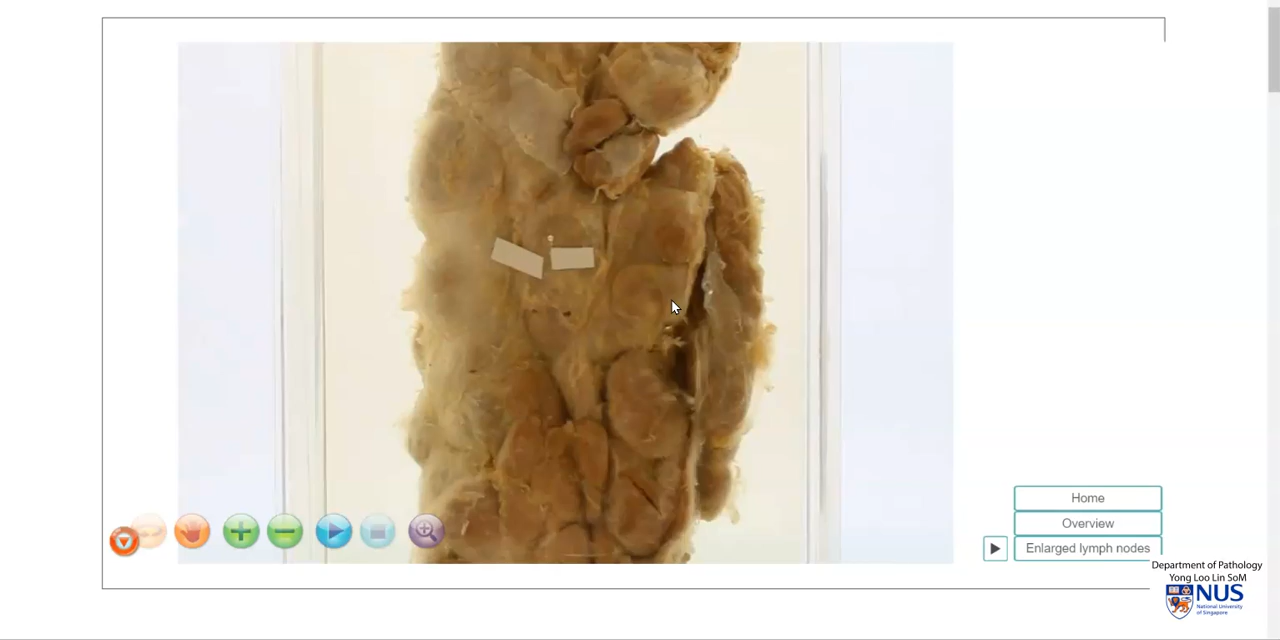 Home
Overview
Enlarged lymph nodes
Department of Pathology
Yong Loo Lin SoM
NUS
National University
of Singapore